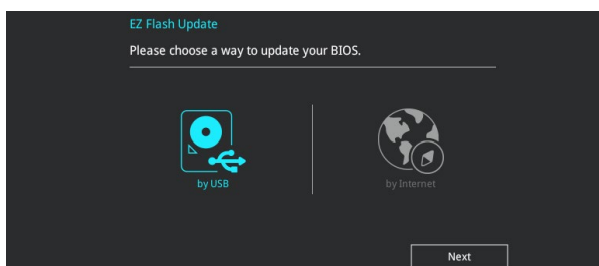 EZ Flash Update
Please choose a way to update your BIOS.
by USB
by Internet
Next